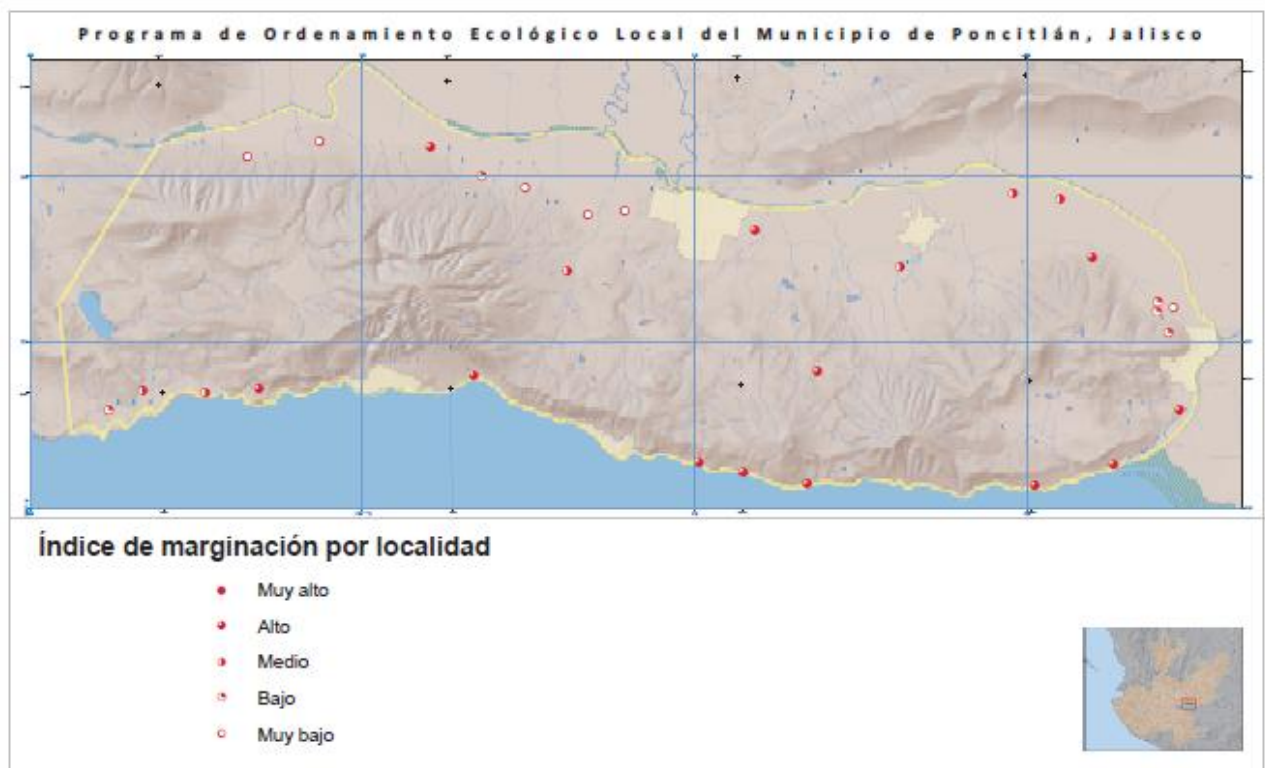 Programa de Ordenamiento Ecológico Local del Municipio de Poncitlán, Jalisco
Índice de marginación por localidad
Muy alto
Alto
Medio
Bajo
Muy bajo